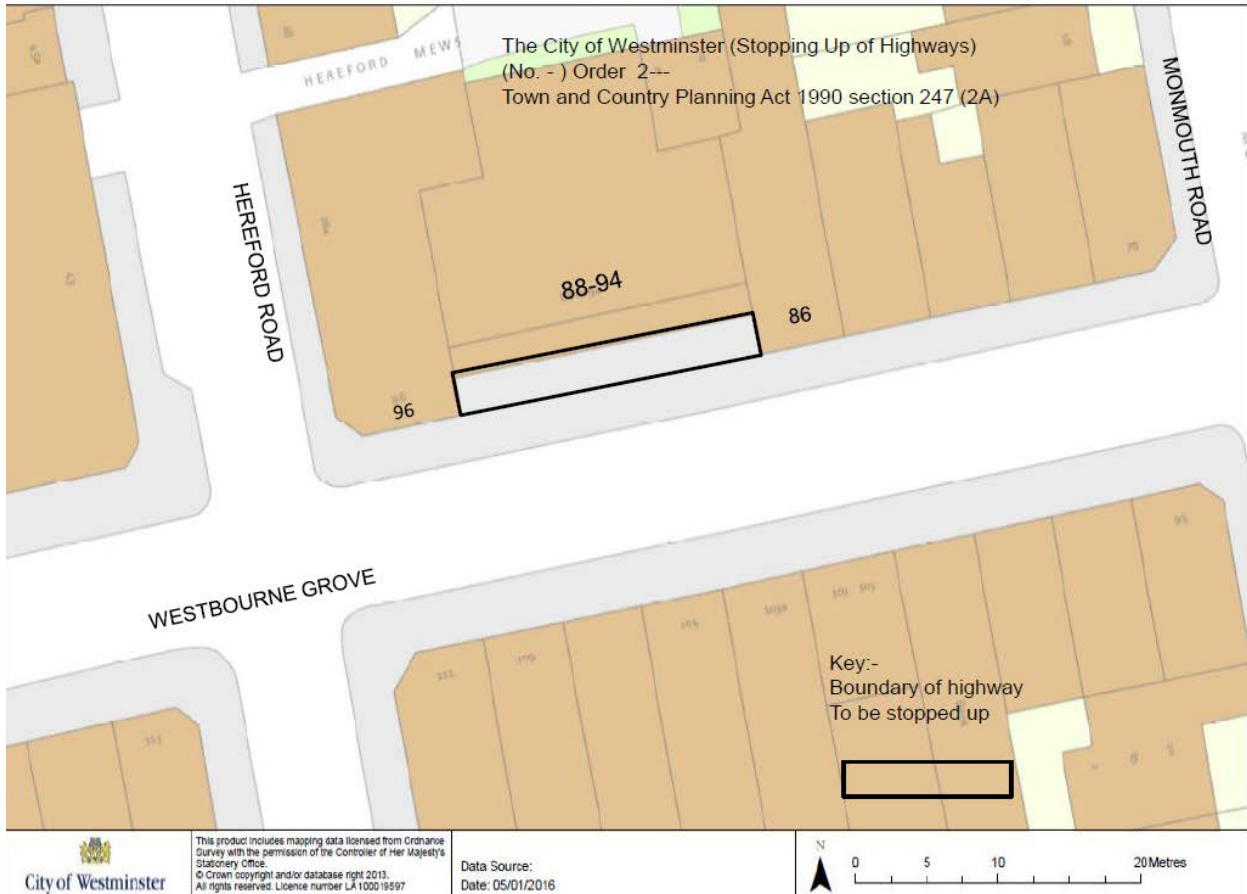 HEREFORD MEWS
The City of Westminster (Stopping Up of Highways)
(No. - ) Order 2---
Town and Country Planning Act 1990 section 247 (2A)
MONMOUTH ROAD
HEREFORD ROAD
88-94
86
96
70
WESTBOURNE GROVE
95
Key:-
Boundary of highway
To be stopped up
City of Westminster
This product includes mapping data licensed from Ordnance
Survey with the permission of the Controller of Her Majesty's
Stationery Office.
© Crown copyright and/or database right 2013.
All rights reserved. Licence number LA 100019597
Data Source:
Date: 05/01/2016
N
0 5 10 20 Metres